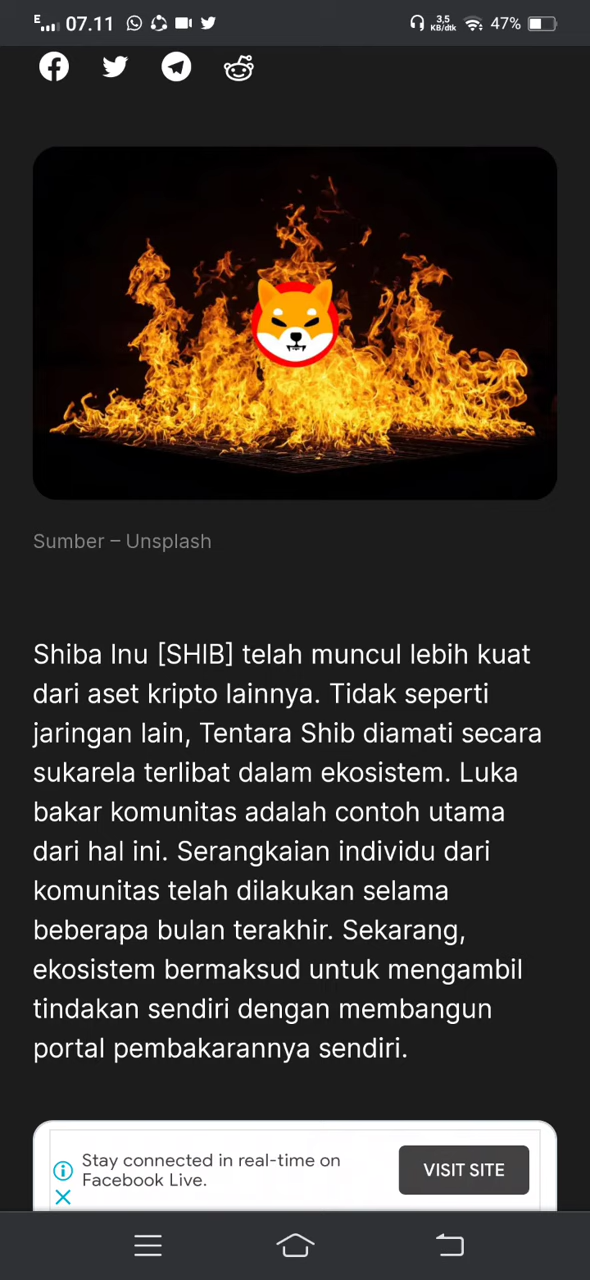 E 07.11 3,5 KB/dtk 47%
Sumber – Unsplash
Shiba Inu [SHIB] telah muncul lebih kuat
dari aset kripto lainnya. Tidak seperti
jaringan lain, Tentara Shib diamati secara
sukarela terlibat dalam ekosistem. Luka
bakar komunitas adalah contoh utama
dari hal ini. Serangkaian individu dari
komunitas telah dilakukan selama
beberapa bulan terakhir. Sekarang,
ekosistem bermaksud untuk mengambil
tindakan sendiri dengan membangun
portal pembakarannya sendiri.
Stay connected in real-time on
Facebook Live.
VISIT SITE